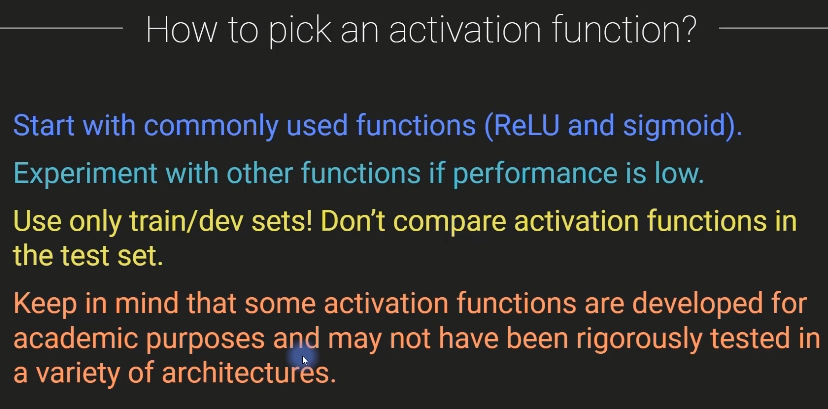 How to pick an activation function?
Start with commonly used functions (ReLU and sigmoid).
Experiment with other functions if performance is low.
Use only train/dev sets! Don't compare activation functions in
the test set.
Keep in mind that some activation functions are developed for
academic purposes and may not have been rigorously tested in
a variety of architectures.